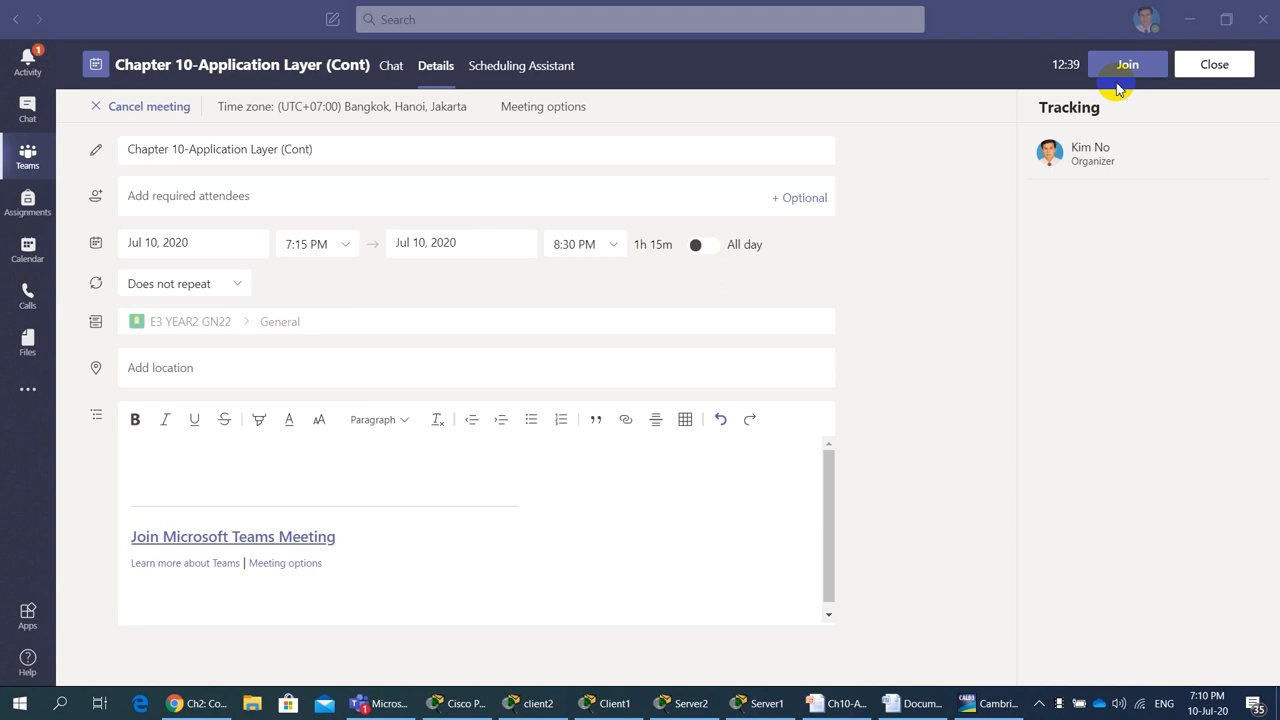 Search
Activity
1
Chapter 10-Application Layer (Cont)
Chat
Details
Scheduling Assistant
12:39
Join
Close
Cancel meeting
Time zone: (UTC+07:00) Bangkok, Hanoi, Jakarta
Meeting options
Tracking
Chat
Chapter 10-Application Layer (Cont)
Kim No
Organizer
Teams
Add required attendees
+ Optional
Assignments
Jul 10, 2020
7:15 PM
Jul 10, 2020
8:30 PM
1h 15m
All day
Calendar
Does not repeat
Calls
E3 YEAR2 GN22
General
Files
Add location
B I U S
A
AA
Paragraph
Join Microsoft Teams Meeting
Learn more about Teams | Meeting options
Apps
Help
Ch2: Co...
Micros...
Cisco P...
client2
Client1
Server2
Server1
Ch10-A...
Docum...
Cambri...
7:10 PM
10-Jul-20
35